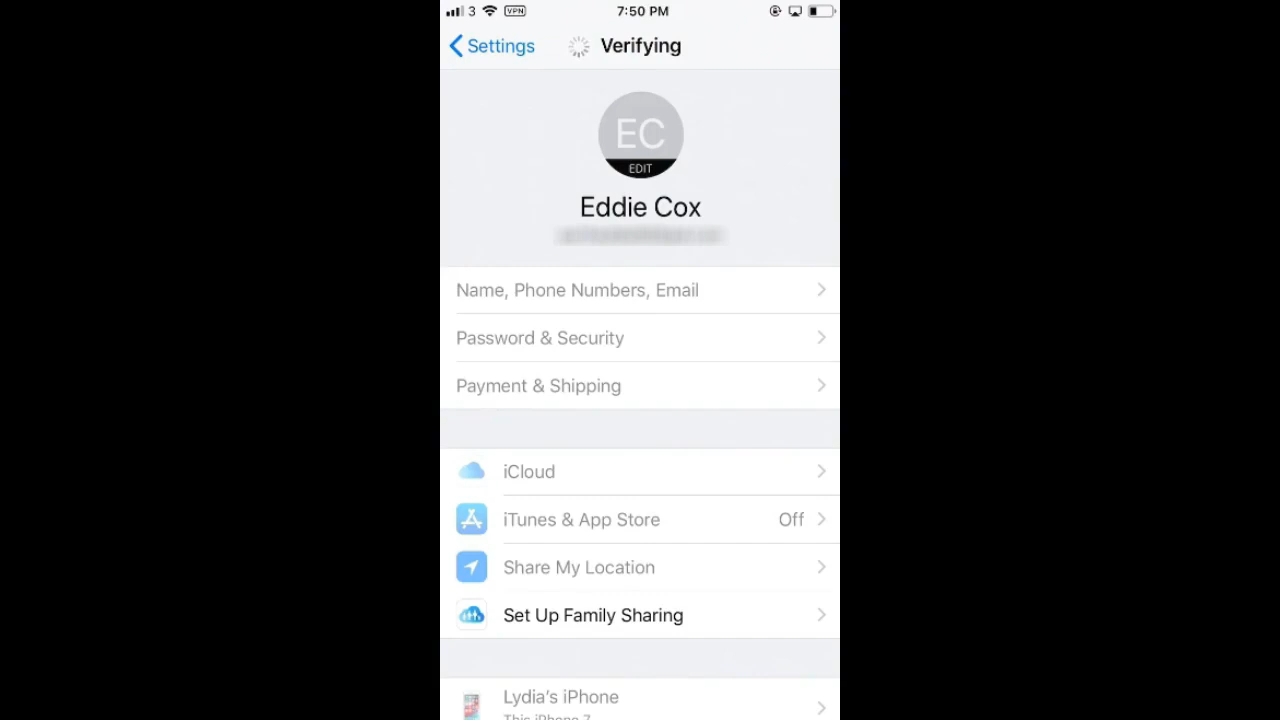 3 VPN 7:50 PM
Settings Verifying
EC
EDIT
Eddie Cox
Name, Phone Numbers, Email
Password & Security
Payment & Shipping
iCloud
iTunes & App Store Off
Share My Location
Set Up Family Sharing
Lydia's iPhone
This iPhone 7